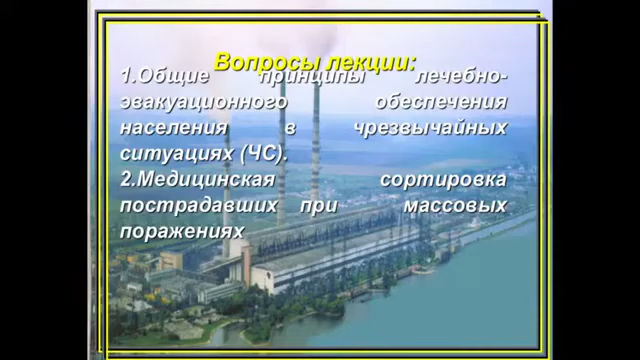 Вопросы лекции:
1.Общие принципы лечебно-
эвакуационного обеспечения
населения в чрезвычайных
ситуациях (ЧС).
2.Медицинская сортировка
пострадавших при массовых
поражениях